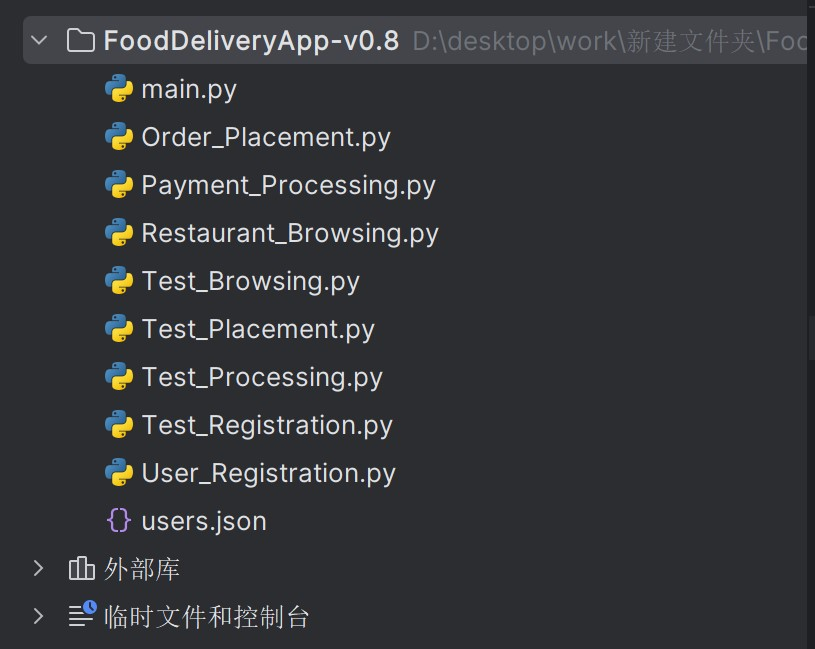 FoodDeliveryApp-v0.8 D:\desktop\work\新建文件夹\Foo
main.py
Order_Placement.py
Payment_Processing.py
Restaurant_Browsing.py
Test_Browsing.py
Test_Placement.py
Test_Processing.py
Test_Registration.py
User_Registration.py
{} users.json
外部库
临时文件和控制台